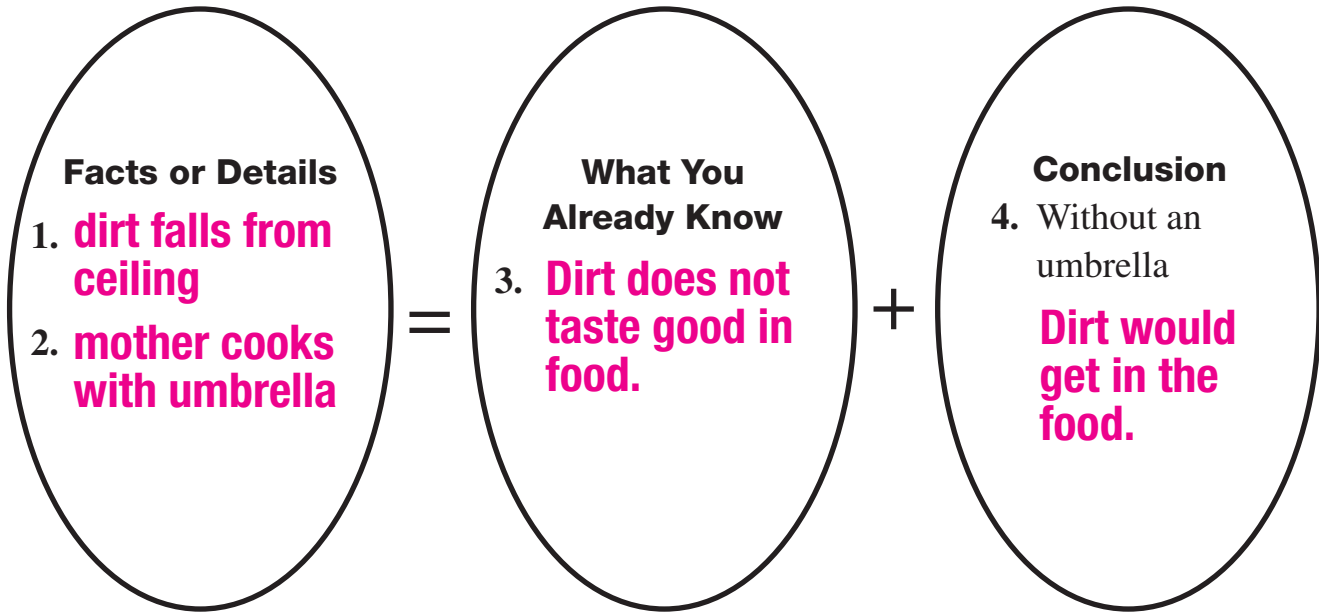 Facts or Details
1. dirt falls from
ceiling
2. mother cooks
with umbrella
=
What You
Already Know
3. Dirt does not
taste good in
food.
+
Conclusion
4. Without an
umbrella
Dirt would
get in the
food.